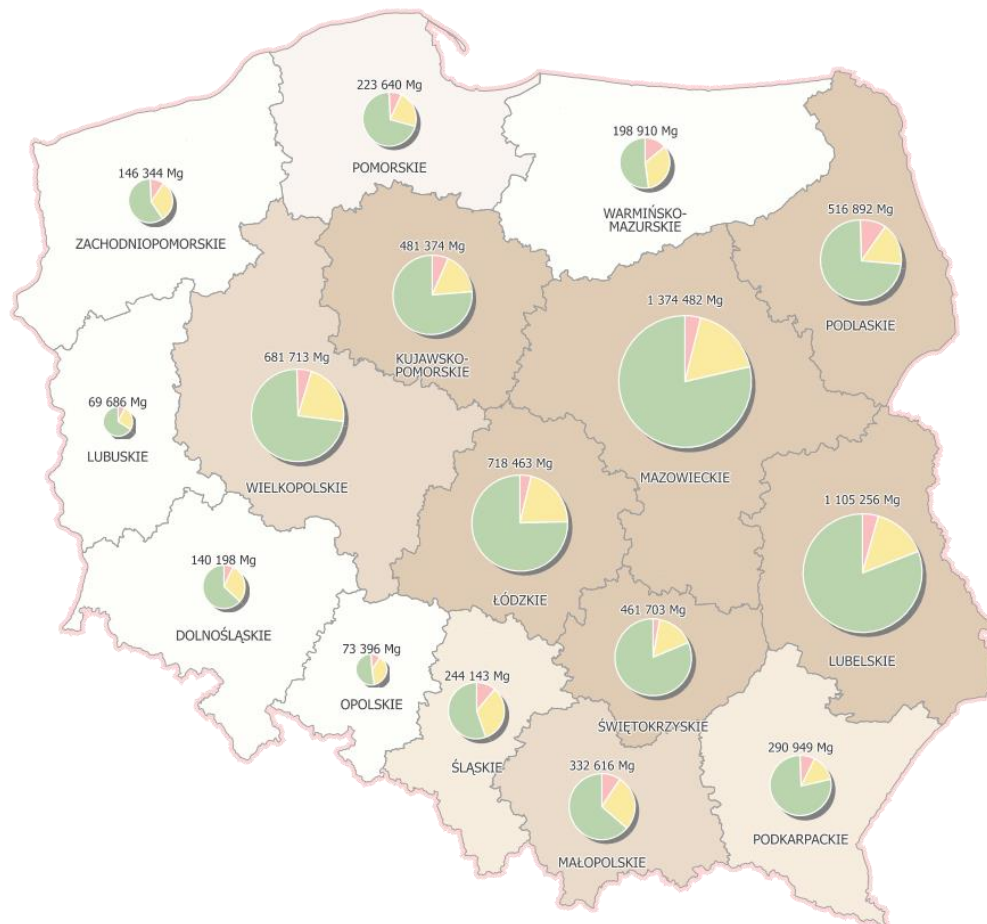 223 640 Mg
POMORSKIE
146 344 Mg
ZACHODNIOPOMORSKIE
198 910 Mg
WARMIŃSKO-
MAZURSKIE
516 892 Mg
PODLASKIE
481 374 Mg
KUJAWSKO-
POMORSKIE
1 374 482 Mg
MAZOWIECKIE
681 713 Mg
WIELKOPOLSKIE
69 686 Mg
LUBUSKIE
718 463 Mg
ŁÓDZKIE
1 105 256 Mg
LUBELSKIE
140 198 Mg
DOLNOŚLĄSKIE
73 396 Mg
OPOLSKIE
244 143 Mg
ŚLĄSKIE
461 703 Mg
ŚWIĘTOKRZYSKIE
332 616 Mg
MAŁOPOLSKIE
290 949 Mg
PODKARPACKIE